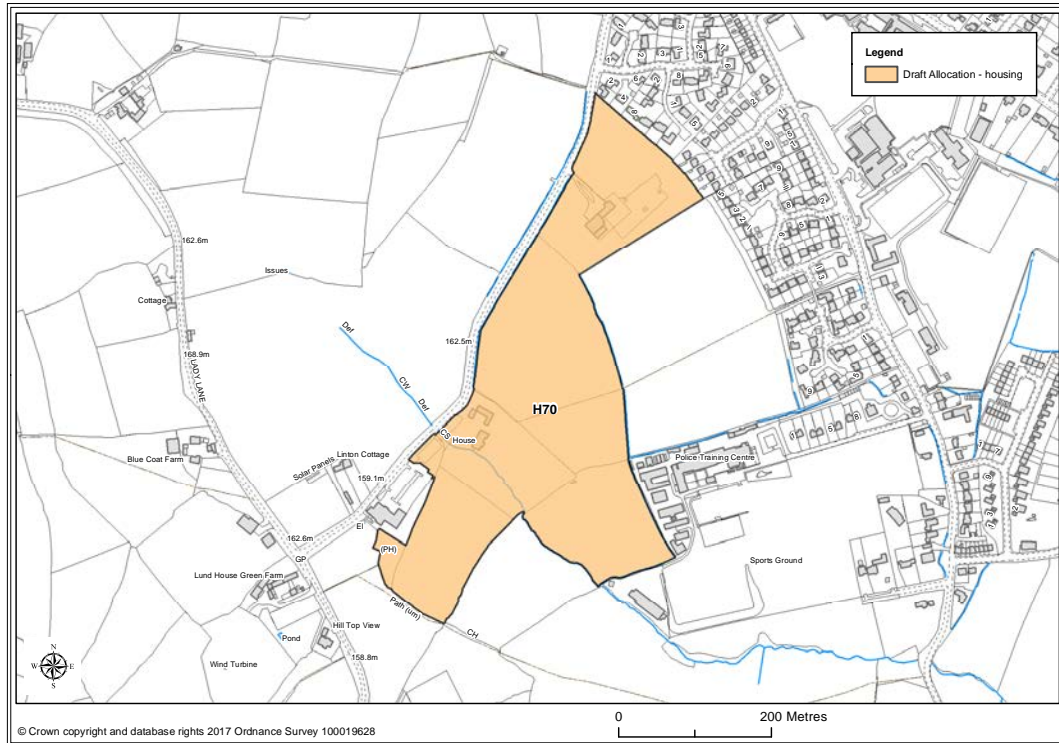 Legend
Draft Allocation - housing
162.6m
Issues
Cottage
Def
CW
Def
162.5m
168.9m
LADY LANE
H70
CS
House
Blue Coat Farm
Linton Cottage
Solar Panels
159.1m
Police Training Centre
El
162.6m
GP
(PH)
Sports Ground
Lund House Green Farm
Path (um)
CH
Hill Top View
Pond
Wind Turbine
158.8m
N
W
E
S
0
200 Metres
© Crown copyright and database rights 2017 Ordnance Survey 100019628